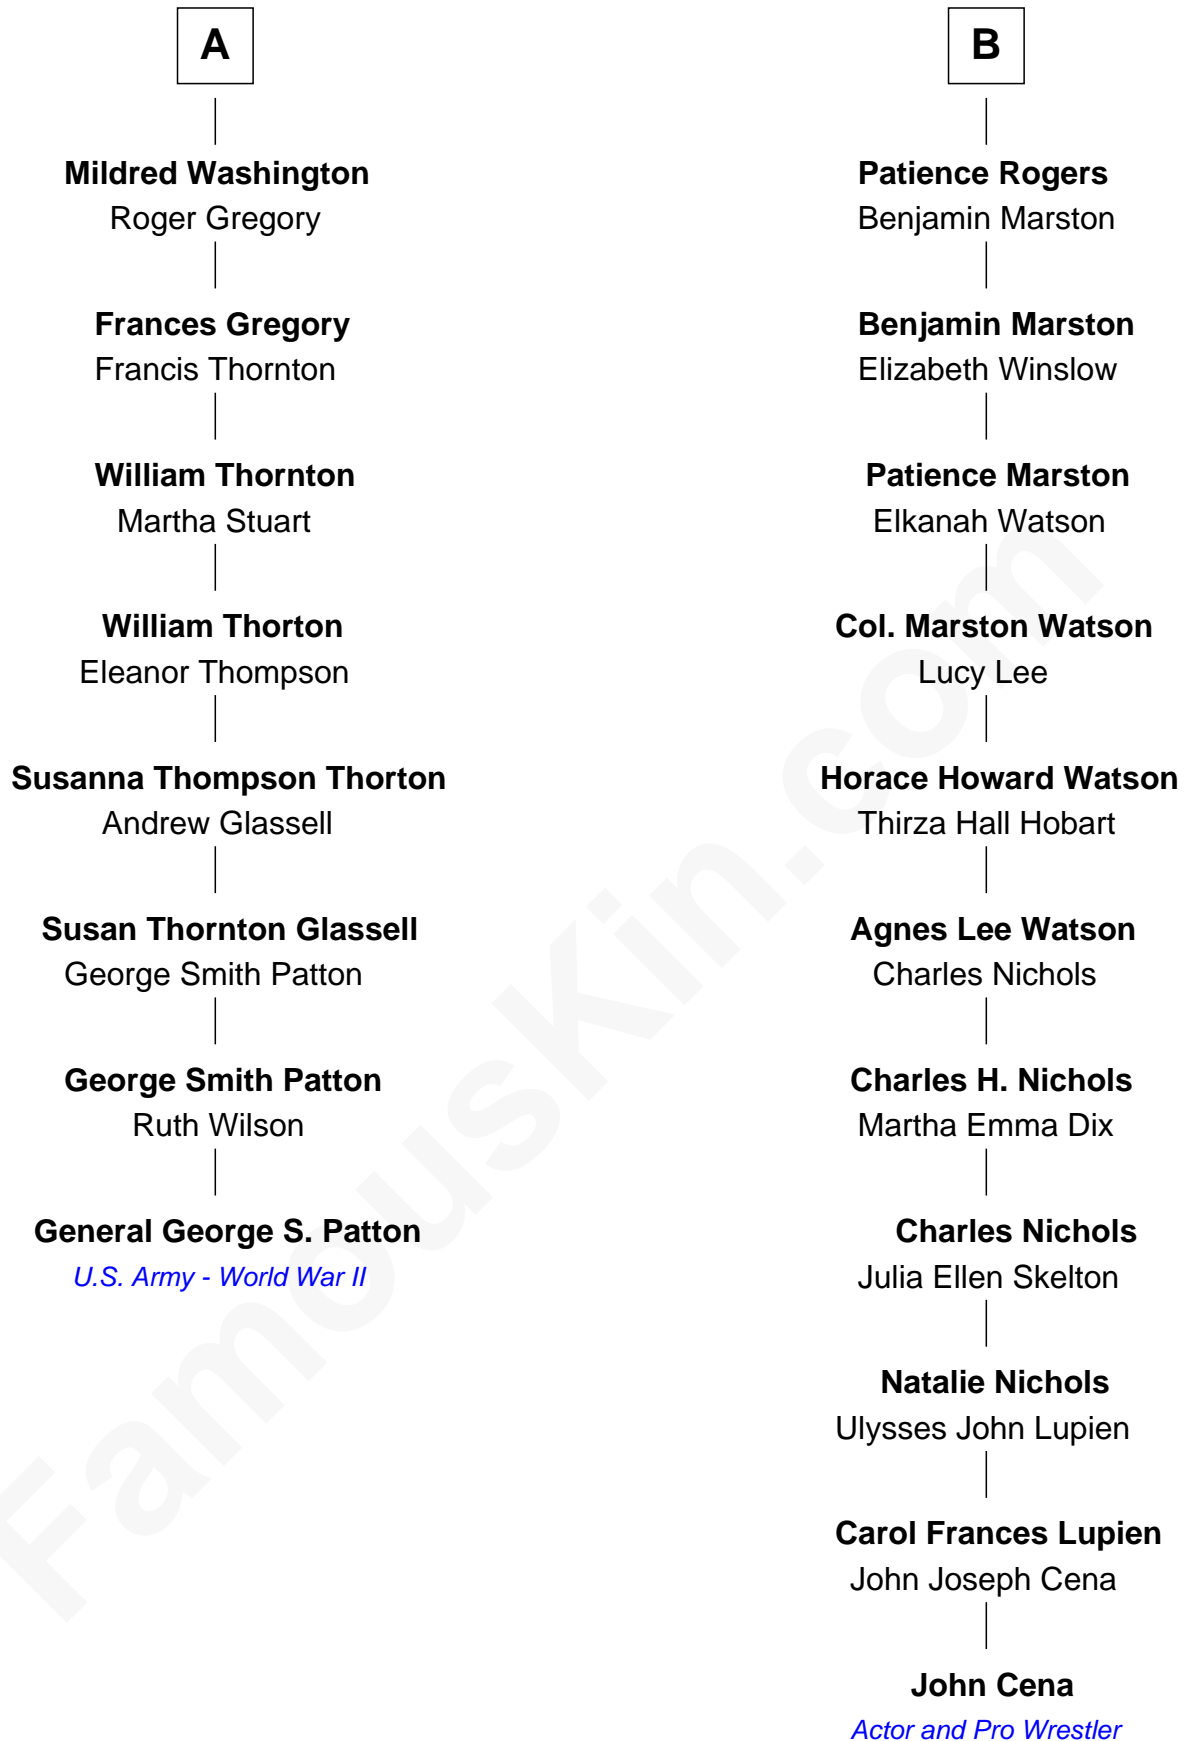 A
Mildred Washington
Roger Gregory
Frances Gregory
Francis Thornton
William Thornton
Martha Stuart
William Thorton
Eleanor Thompson
Susanna Thompson Thorton
Andrew Glassell
Susan Thornton Glassell
George Smith Patton
George Smith Patton
Ruth Wilson
General George S. Patton
U.S. Army - World War II
B
Patience Rogers
Benjamin Marston
Benjamin Marston
Elizabeth Winslow
Patience Marston
Elkanah Watson
Col. Marston Watson
Lucy Lee
Horace Howard Watson
Thirza Hall Hobart
Agnes Lee Watson
Charles Nichols
Charles H. Nichols
Martha Emma Dix
Charles Nichols
Julia Ellen Skelton
Natalie Nichols
Ulysses John Lupien
Carol Frances Lupien
John Joseph Cena
John Cena
Actor and Pro Wrestler
FamousKin.com